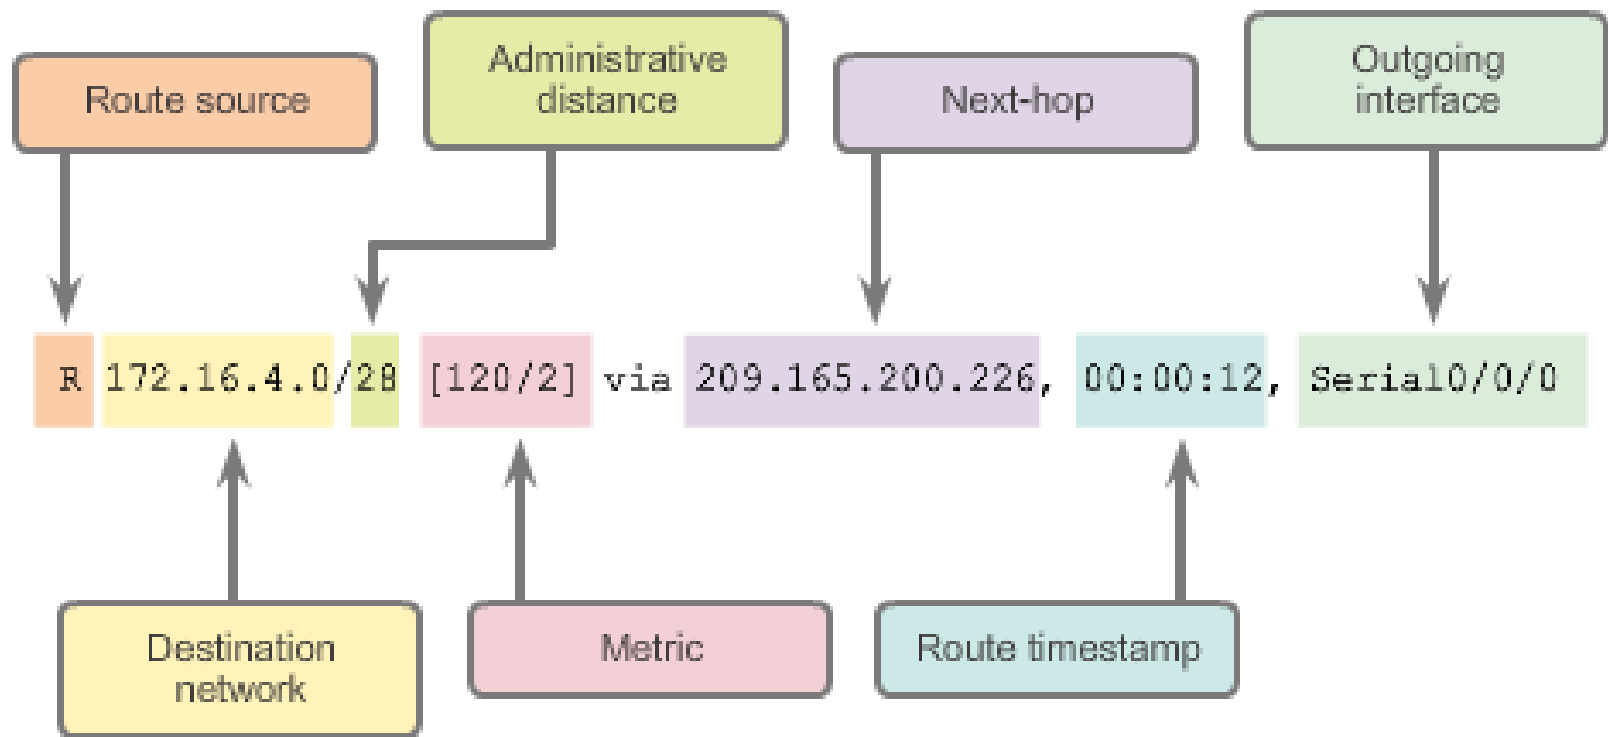 Route source
Administrative
distance
Next-hop
Outgoing
interface
R 172.16.4.0/28 [120/2] via 209.165.200.226, 00:00:12, Serial0/0/0
Destination
network
Metric
Route timestamp